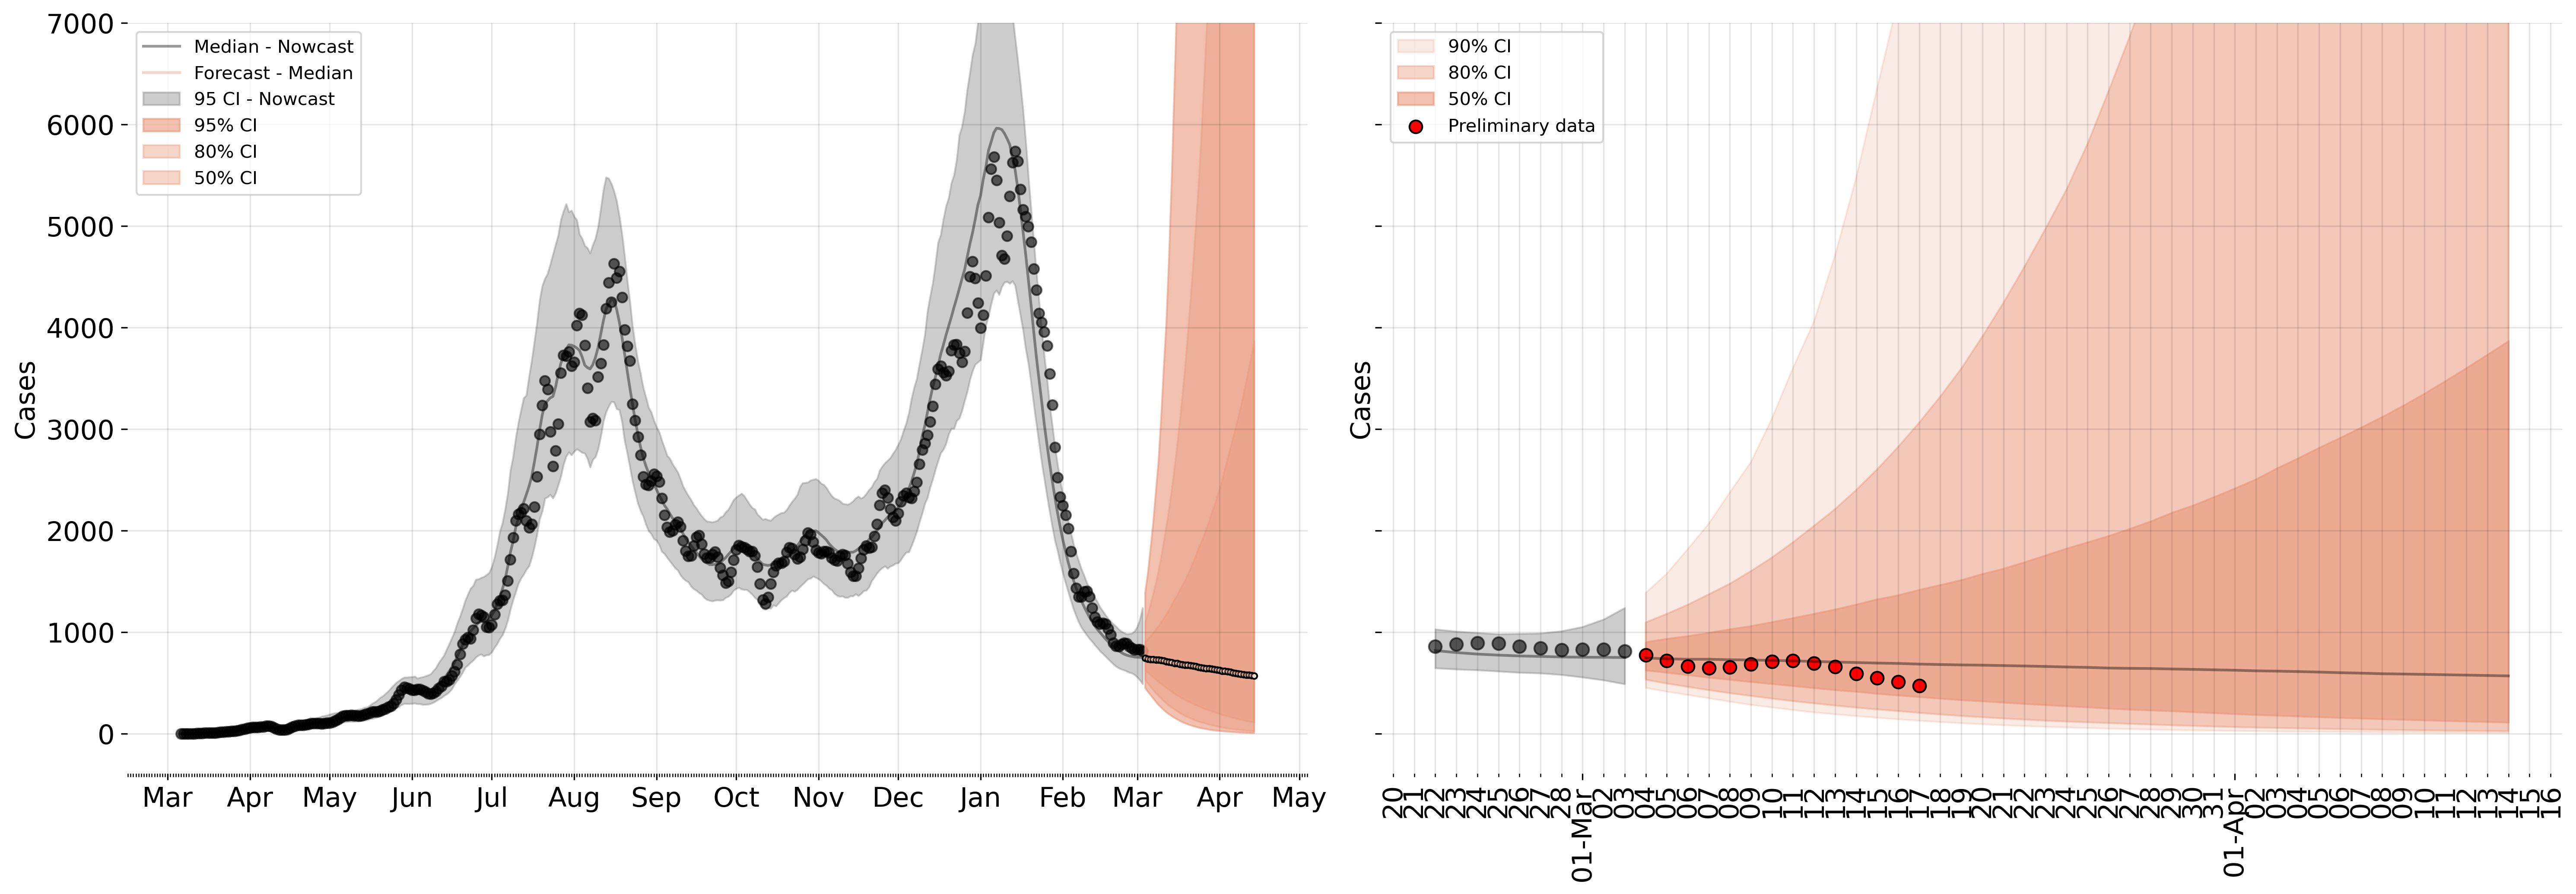 7000
6000
5000
4000
3000
2000
1000
0
Cases
Median - Nowcast
Forecast - Median
95 CI - Nowcast
95% CI
80% CI
50% CI
Mar Apr May Jun Jul Aug Sep Oct Nov Dec Jan Feb Mar Apr May
Cases
90% CI
80% CI
50% CI
Preliminary data
20 21 22 23 24 25 26 27 28 01-Mar 02 03 04 05 06 07 08 09 10 11 12 13 14 15 16 17 18 19 20 21 22 23 24 25 26 27 28 29 30 31 01-Apr 02 03 04 05 06 07 08 09 10 11 12 13 14 15 16